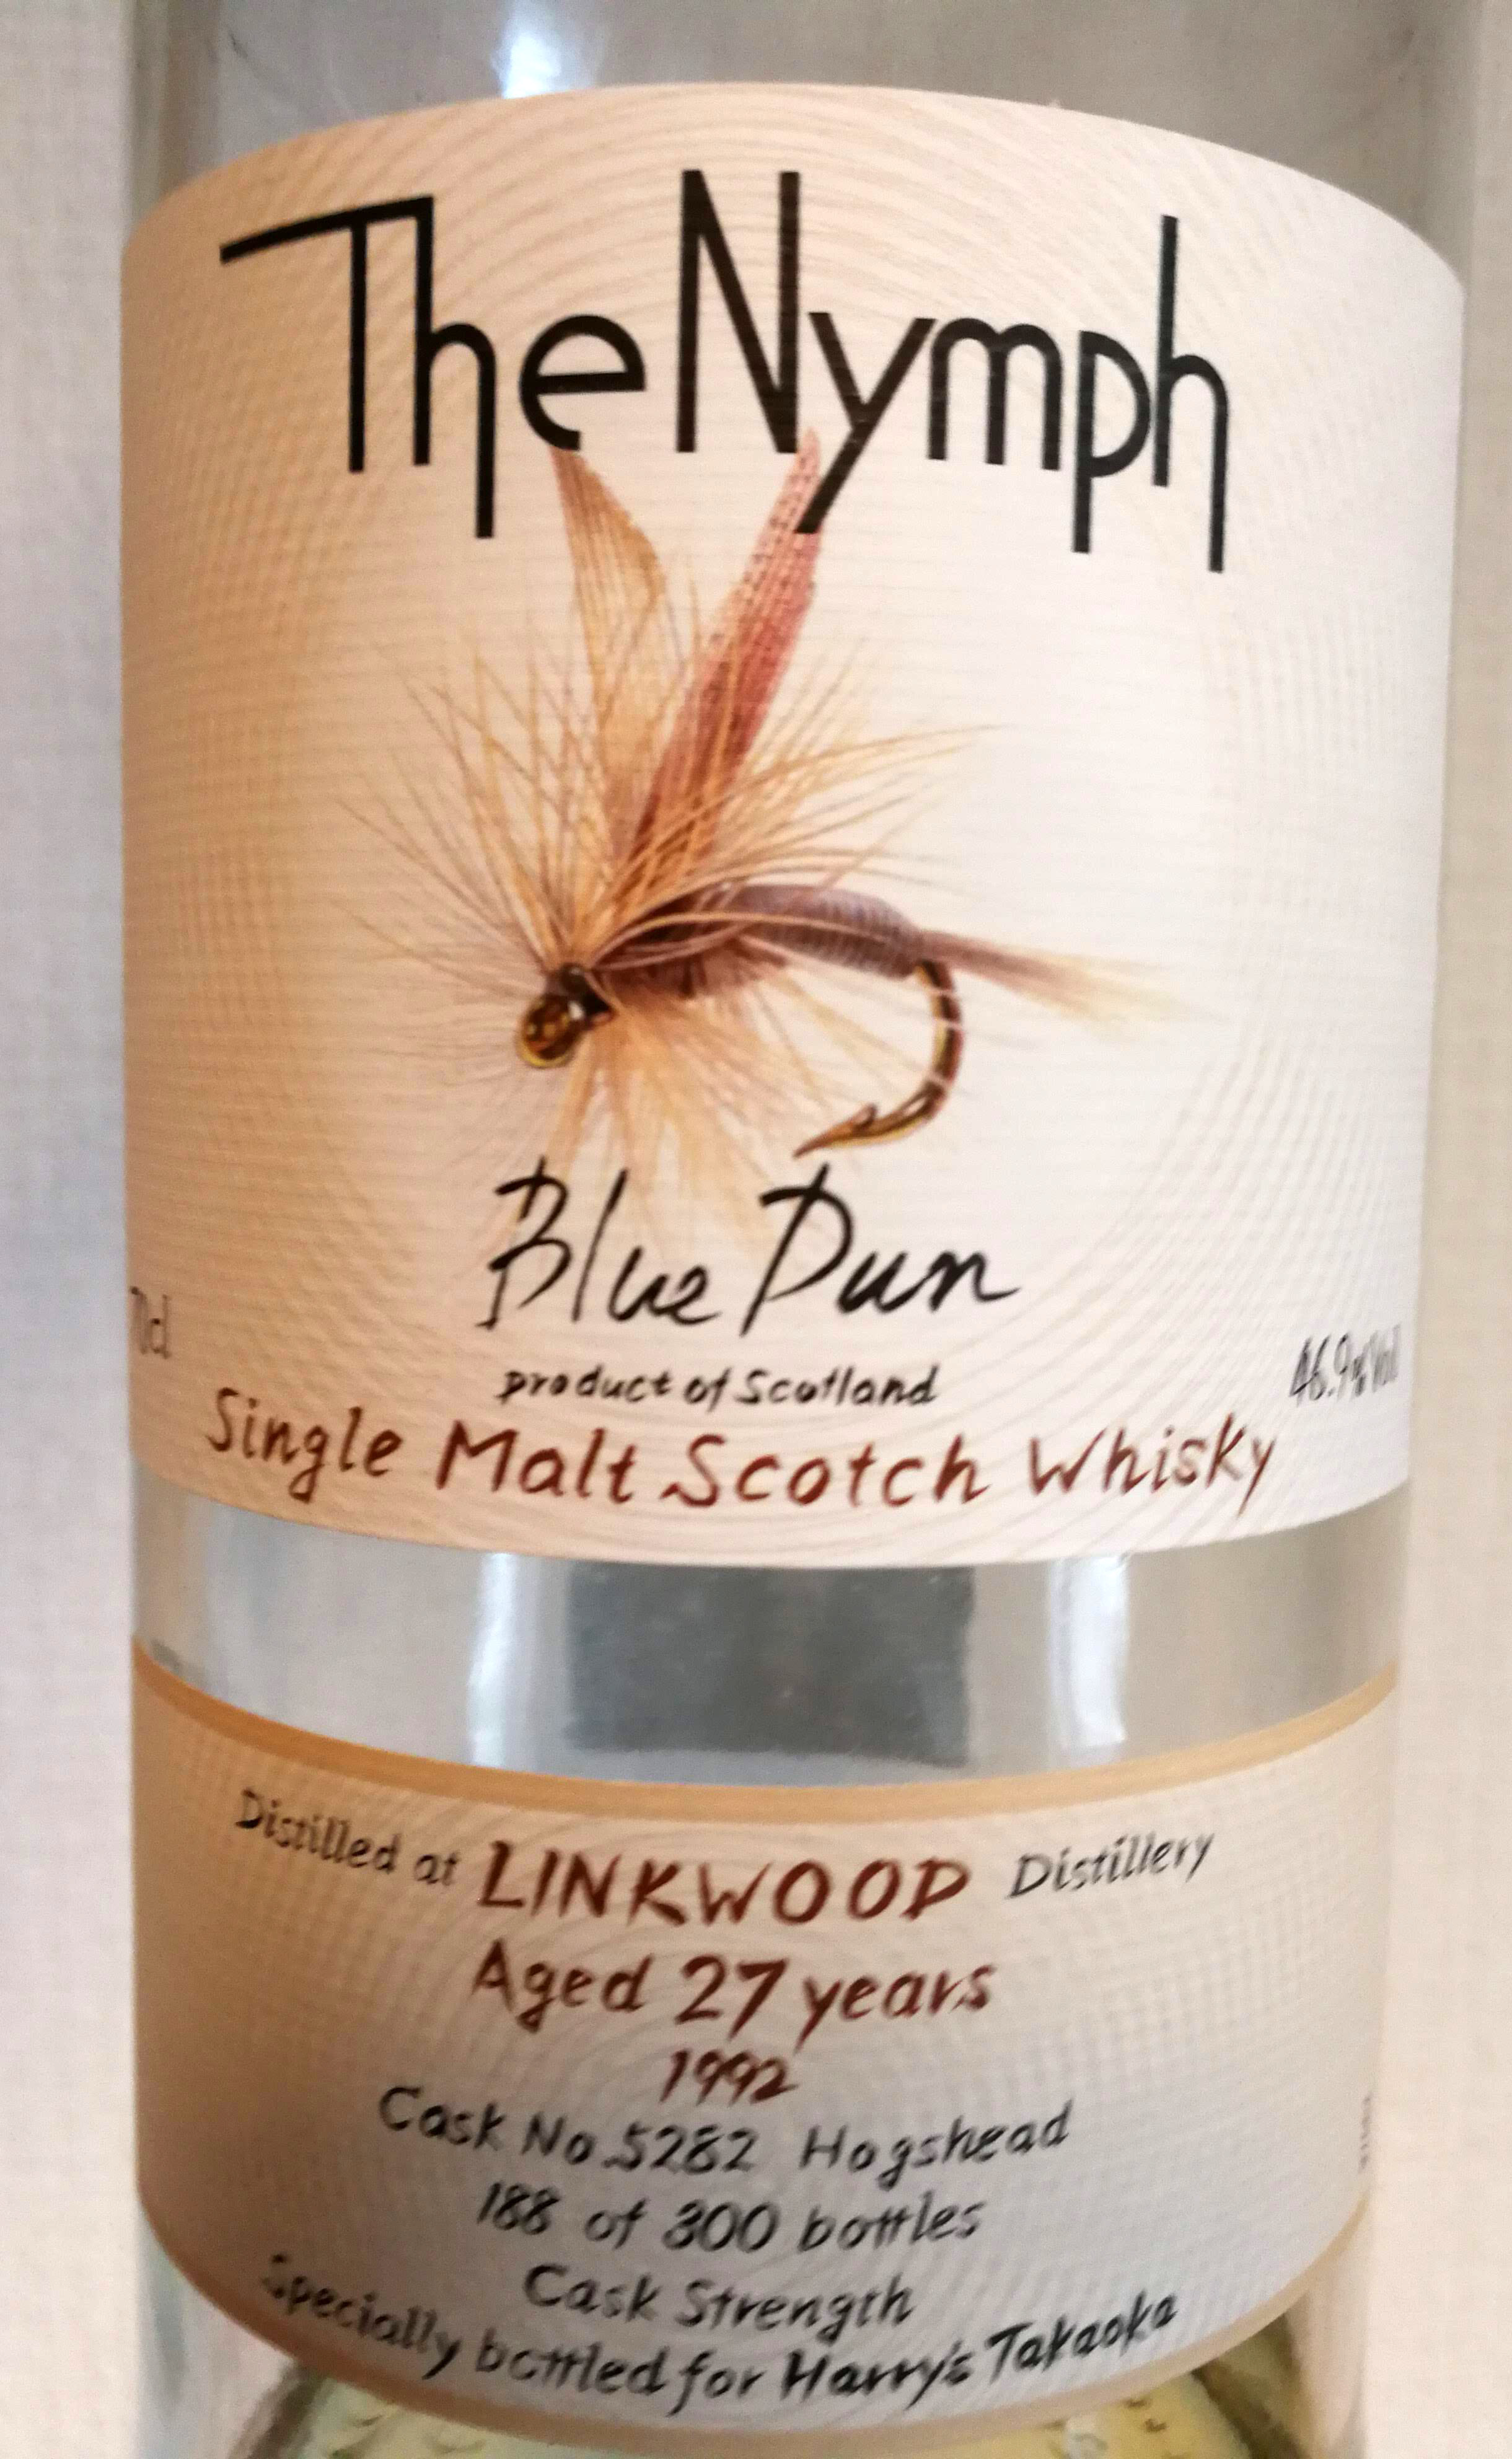 The Nymph
Blue Dun
70cl
product of Scotland
46.9% Vol
Single Malt Scotch Whisky
Distilled at LINKWOOD Distillery
Aged 27 years
1992
Cask No.5282 Hogshead
188 of 300 bottles
Cask Strength
Specially bottled for Harry's Takaoka